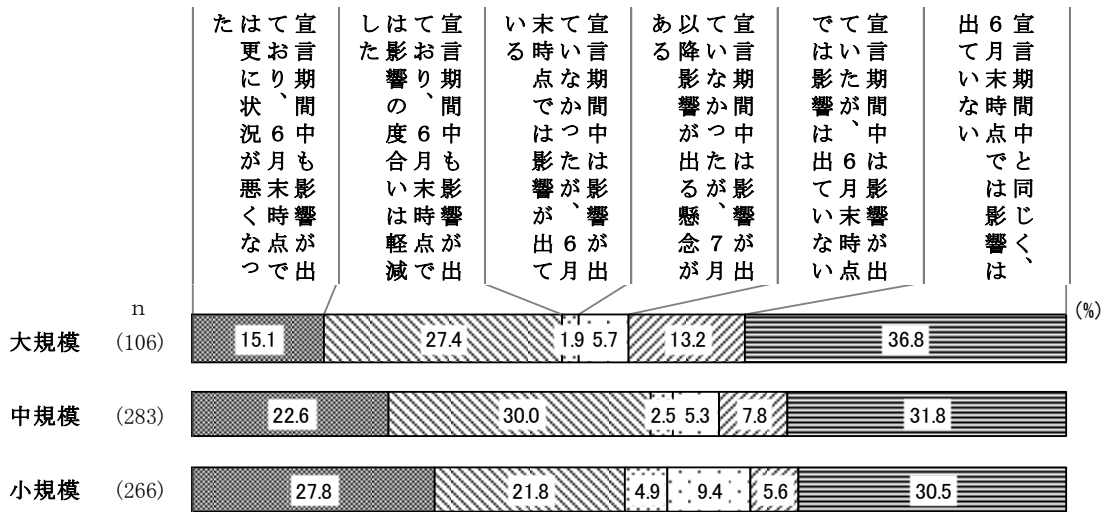 宣言期間中も影響が出
ており、６月末時点で
は更に状況が悪くなっ
た
宣言期間中も影響が出
ており、６月末時点で
は影響の度合いは軽減
した
宣言期間中は影響が出
ていなかったが、６月
末時点では影響が出て
いる
宣言期間中は影響が出
ていなかったが、７月
以降影響が出る懸念が
ある
宣言期間中は影響が出
ていたが、６月末時点
では影響は出ていない
宣言期間中と同じく、
６月末時点では影響は
出ていない
n
(%)
大規模 (106) 15.1 27.4 1.9 5.7 13.2 36.8
中規模 (283) 22.6 30.0 2.5 5.3 7.8 31.8
小規模 (266) 27.8 21.8 4.9 9.4 5.6 30.5